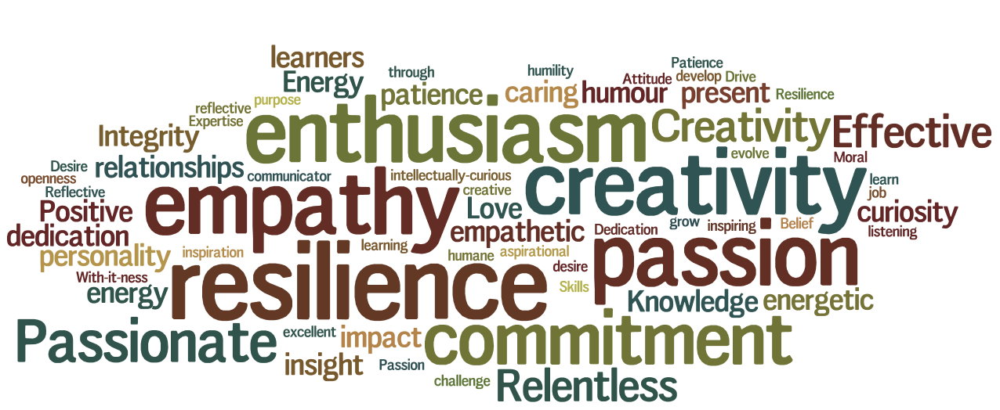 learners
Patience
Energy
through
humility
Attitude
develop
Drive
reflective
purpose
patience
caring
humour
present
Resilience
Expertise
enthusiasm
Creativity
Effective
Integrity
evolve
Moral
Desire
relationships
communicator
intellectually-curious
creativity
openness
learn
Reflective
empathy
creative
job
Positive
Love
curiosity
dedication
empathetic
Dedication
grow
inspiring
Belief
listening
personality
inspiration
learning
humane
aspirational
passion
With-it-ness
resilience
desire
energy
Skills
Knowledge
energetic
Passionate
excellent
impact
commitment
insight
Passion
challenge
Relentless